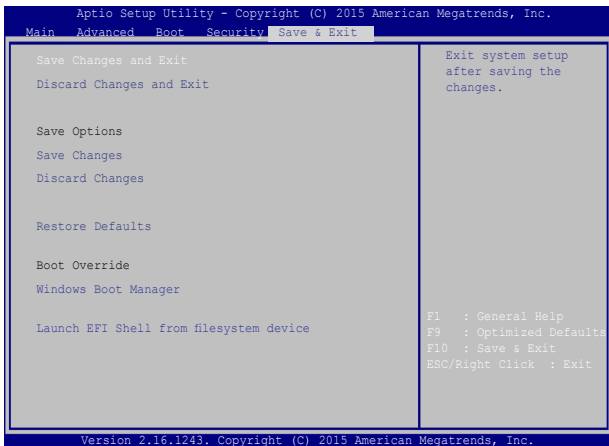 Aptio Setup Utility - Copyright (C) 2015 American Megatrends, Inc.
Main Advanced Boot Security Save & Exit
Save Changes and Exit
Discard Changes and Exit
Save Options
Save Changes
Discard Changes
Restore Defaults
Boot Override
Windows Boot Manager
Launch EFI Shell from filesystem device
Exit system setup
after saving the
changes.
F1 : General Help
F9 : Optimized Defaults
F10 : Save & Exit
ESC/Right Click : Exit
Version 2.16.1243. Copyright (C) 2015 American Megatrends, Inc.